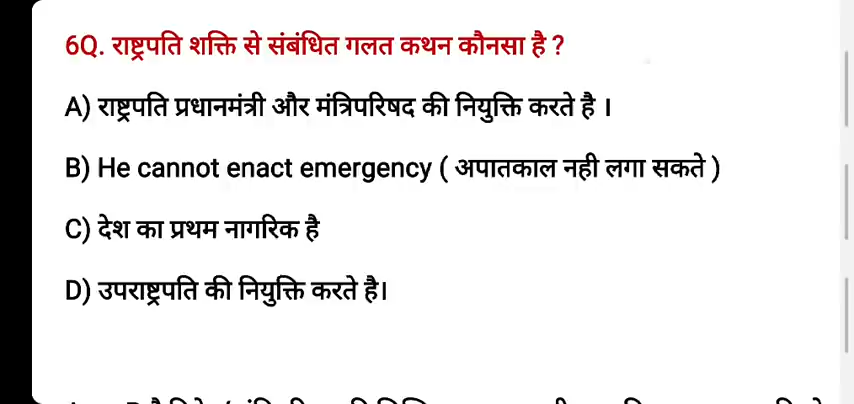 6Q. राष्ट्रपति शक्ति से संबंधित गलत कथन कौनसा है ?
A) राष्ट्रपति प्रधानमंत्री और मंत्रिपरिषद की नियुक्ति करते है ।
B) He cannot enact emergency ( अपातकाल नही लगा सकते )
C) देश का प्रथम नागरिक है
D) उपराष्ट्रपति की नियुक्ति करते है।